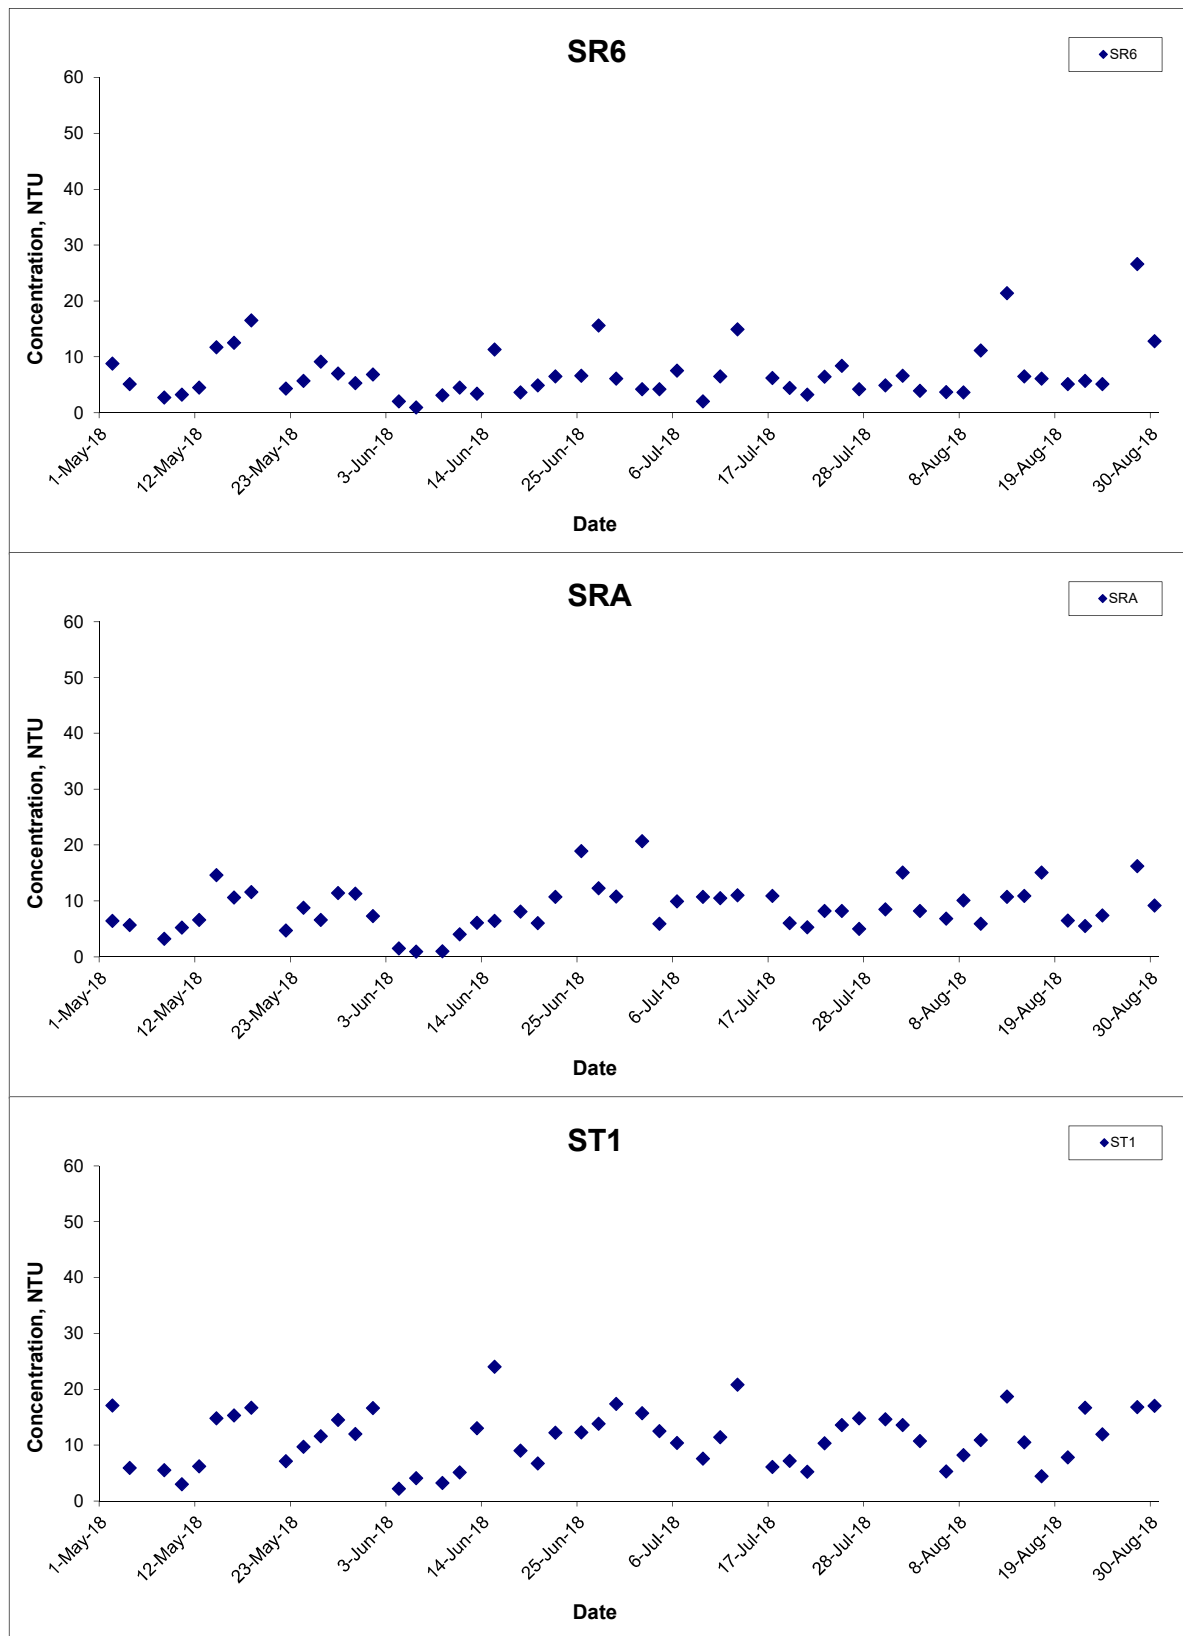 SR6
SR6
60
50
40
30
20
10
0
Concentration, NTU
1-May-18
12-May-18
23-May-18
3-Jun-18
14-Jun-18
25-Jun-18
6-Jul-18
17-Jul-18
28-Jul-18
8-Aug-18
19-Aug-18
30-Aug-18
Date
SRA
SRA
60
50
40
30
20
10
0
Concentration, NTU
1-May-18
12-May-18
23-May-18
3-Jun-18
14-Jun-18
25-Jun-18
6-Jul-18
17-Jul-18
28-Jul-18
8-Aug-18
19-Aug-18
30-Aug-18
Date
ST1
ST1
60
50
40
30
20
10
0
Concentration, NTU
1-May-18
12-May-18
23-May-18
3-Jun-18
14-Jun-18
25-Jun-18
6-Jul-18
17-Jul-18
28-Jul-18
8-Aug-18
19-Aug-18
30-Aug-18
Date